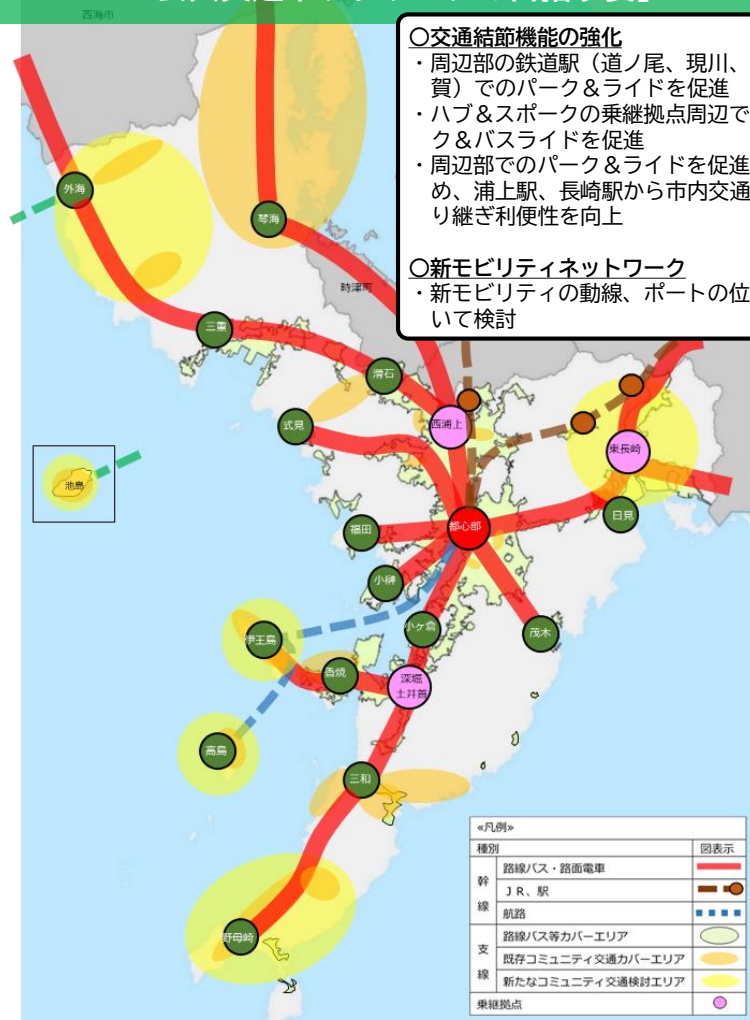 西海市
○交通結節機能の強化
・周辺部の鉄道駅（道ノ尾、現川、
賀）でのパーク＆ライドを促進
・ハブ＆スポークの乗継拠点周辺で
ク＆バスライドを促進
・周辺部でのパーク＆ライドを促進
め、浦上駅、長崎駅から市内交通
り継ぎ利便性を向上
○新モビリティネットワーク
・新モビリティの動線、ポートの位
いて検討
外海
琴海
時津町
三重
滑石
西浦上
式見
東長崎
池島
福田
都心部
日見
小榊
小ヶ倉
茂木
伊王島
香焼
深堀
土井首
高島
三和
野母崎
≪凡例≫
種別 図表示
幹線
路線バス・路面電車
ＪＲ、駅
航路
支線
路線バス等カバーエリア
既存コミュニティ交通カバーエリア
新たなコミュニティ交通検討エリア
乗継拠点